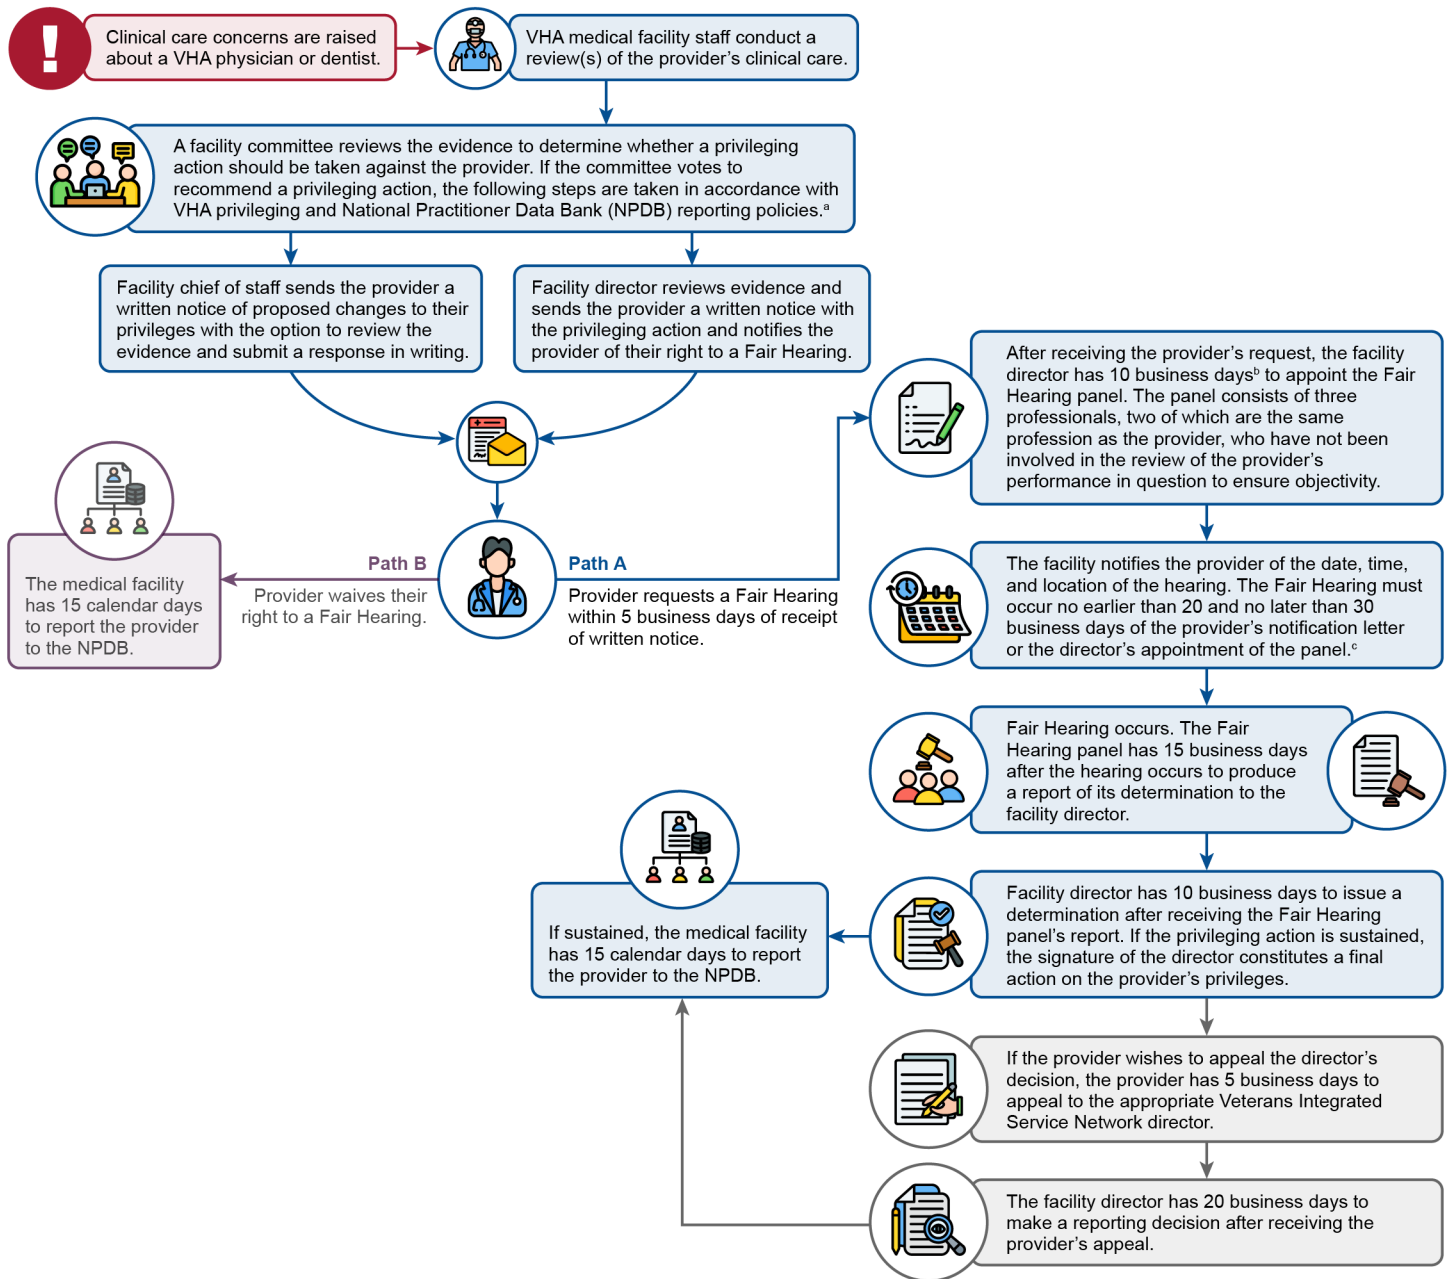 Clinical care concerns are raised
about a VHA physician or dentist.
VHA medical facility staff conduct a
review(s) of the provider’s clinical care.
A facility committee reviews the evidence to determine whether a privileging
action should be taken against the provider. If the committee votes to
recommend a privileging action, the following steps are taken in accordance with
VHA privileging and National Practitioner Data Bank (NPDB) reporting policies.ᵃ
Facility chief of staff sends the provider a
written notice of proposed changes to their
privileges with the option to review the
evidence and submit a response in writing.
Facility director reviews evidence and
sends the provider a written notice with
the privileging action and notifies the
provider of their right to a Fair Hearing.
Path B
Provider waives their
right to a Fair Hearing.
The medical facility
has 15 calendar days
to report the provider
to the NPDB.
Path A
Provider requests a Fair Hearing
within 5 business days of receipt
of written notice.
After receiving the provider’s request, the facility
director has 10 business daysᵇ to appoint the Fair
Hearing panel. The panel consists of three
professionals, two of which are the same
profession as the provider, who have not been
involved in the review of the provider’s
performance in question to ensure objectivity.
The facility notifies the provider of the date, time,
and location of the hearing. The Fair Hearing must
occur no earlier than 20 and no later than 30
business days of the provider’s notification letter
or the director’s appointment of the panel.ᶜ
Fair Hearing occurs. The Fair
Hearing panel has 15 business days
after the hearing occurs to produce
a report of its determination to the
facility director.
Facility director has 10 business days to issue a
determination after receiving the Fair Hearing
panel’s report. If the privileging action is sustained,
the signature of the director constitutes a final
action on the provider’s privileges.
If sustained, the medical facility
has 15 calendar days to report
the provider to the NPDB.
If the provider wishes to appeal the director’s
decision, the provider has 5 business days to
appeal to the appropriate Veterans Integrated
Service Network director.
The facility director has 20 business days to
make a reporting decision after receiving the
provider’s appeal.